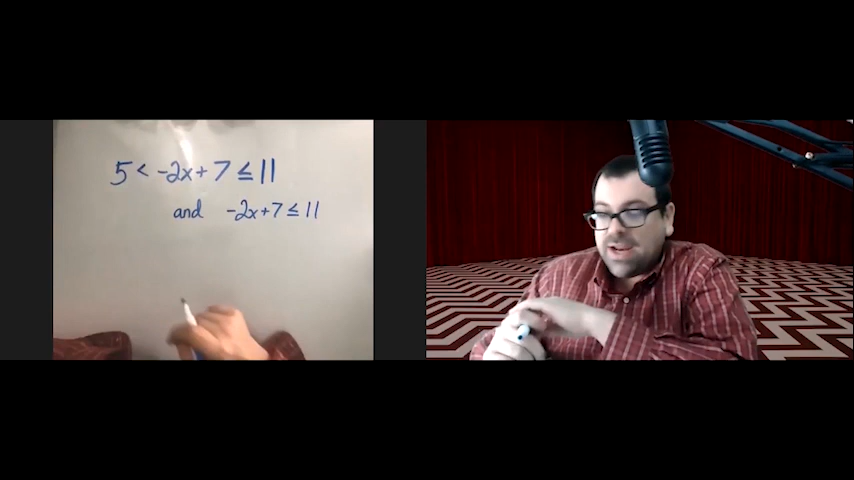 5 < -2x + 7 ≤ 11
and -2x+7 ≤ 11